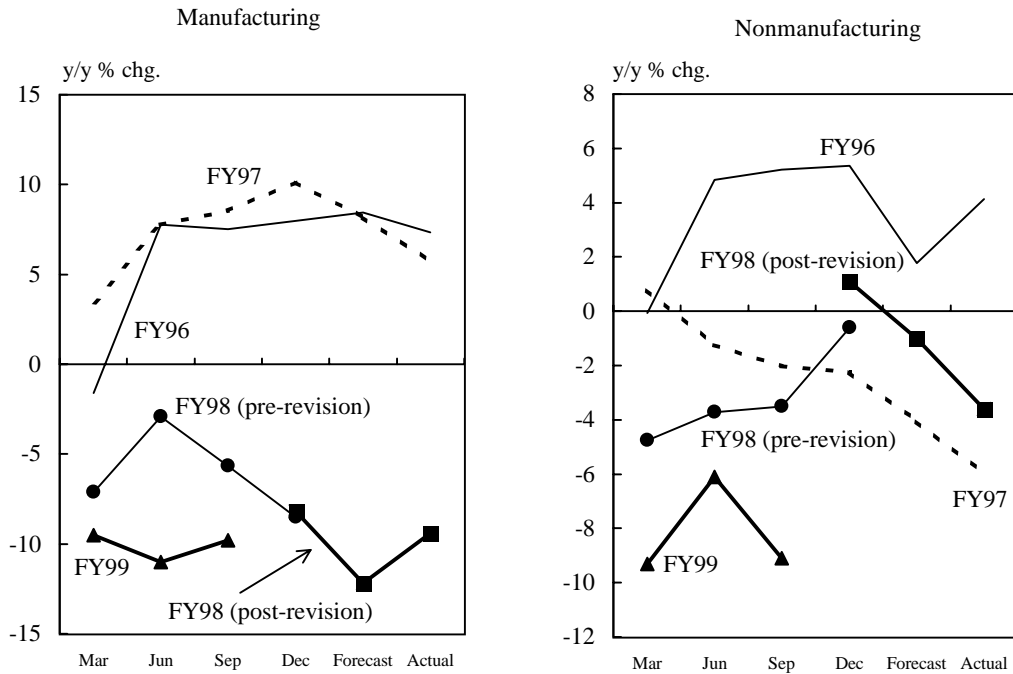 Manufacturing
y/y % chg.
15
10
5
0
-5
-10
-15
FY97
FY96
FY98 (pre-revision)
FY99
FY98 (post-revision)
Mar Jun Sep Dec Forecast Actual
Nonmanufacturing
y/y % chg.
8
6
4
2
0
-2
-4
-6
-8
-10
-12
FY96
FY98 (post-revision)
FY98 (pre-revision)
FY97
FY99
Mar Jun Sep Dec Forecast Actual